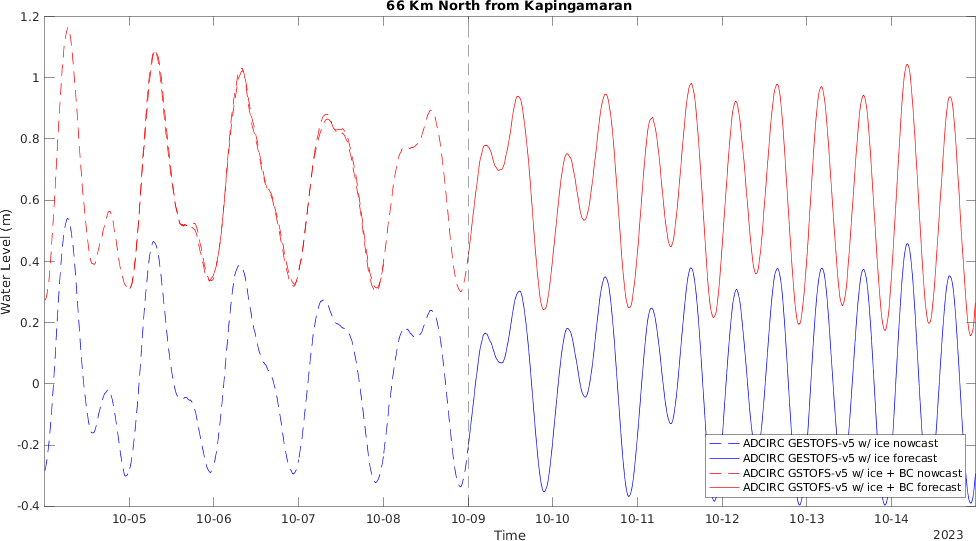 66 Km North from Kapingamaran
1.2
1
0.8
0.6
0.4
0.2
0
-0.2
-0.4
Water Level (m)
ADCIRC GESTOFS-v5 w/ ice nowcast
ADCIRC GESTOFS-v5 w/ ice forecast
ADCIRC GSTOFS-v5 w/ ice + BC nowcast
ADCIRC GSTOFS-v5 w/ ice + BC forecast
10-05 10-06 10-07 10-08 10-09 10-10 10-11 10-12 10-13 10-14
Time
2023